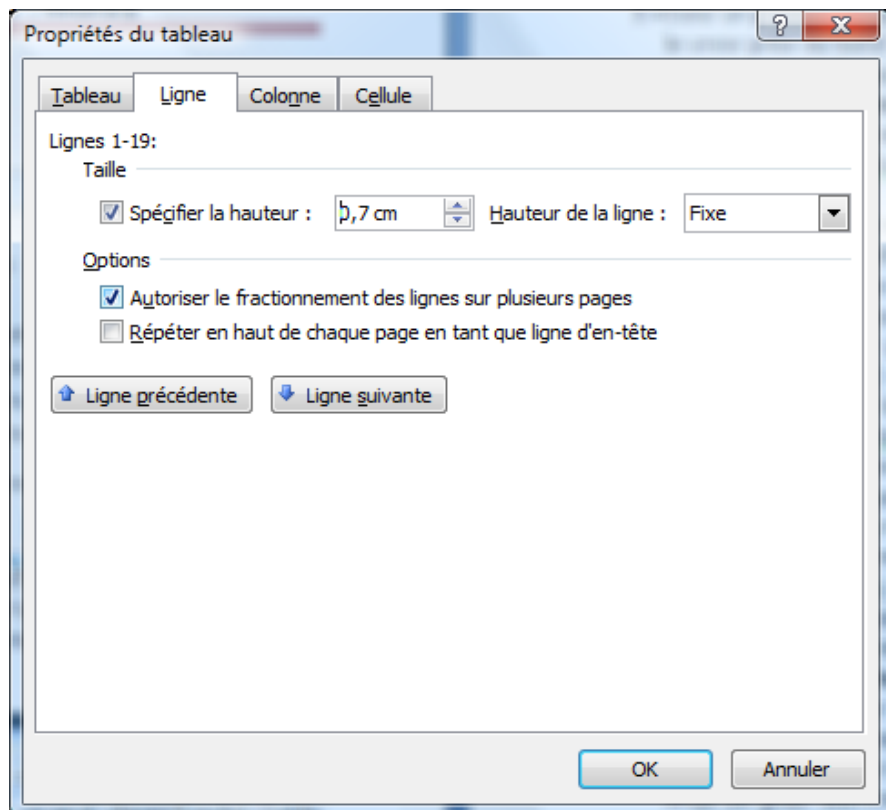 Propriétés du tableau
Tableau Ligne Colonne Cellule
Lignes 1-19:
Taille
Spécifier la hauteur : 0,7 cm Hauteur de la ligne : Fixe
Options
Autoriser le fractionnement des lignes sur plusieurs pages
Répéter en haut de chaque page en tant que ligne d'en-tête
Ligne précédente Ligne suivante
OK Annuler